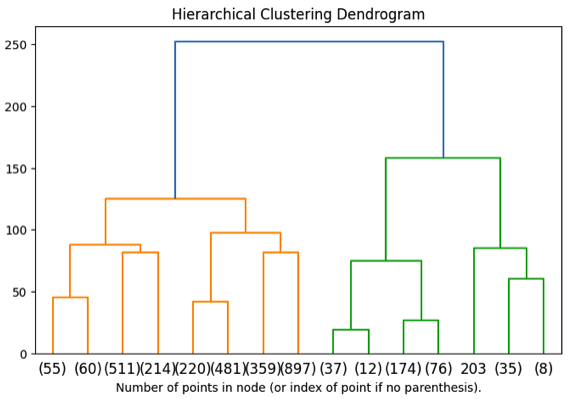 Hierarchical Clustering Dendrogram
250
200
150
100
50
0
(55) (60) (511) (214) (220) (481) (359) (897) (37) (12) (174) (76) 203 (35) (8)
Number of points in node (or index of point if no parenthesis).